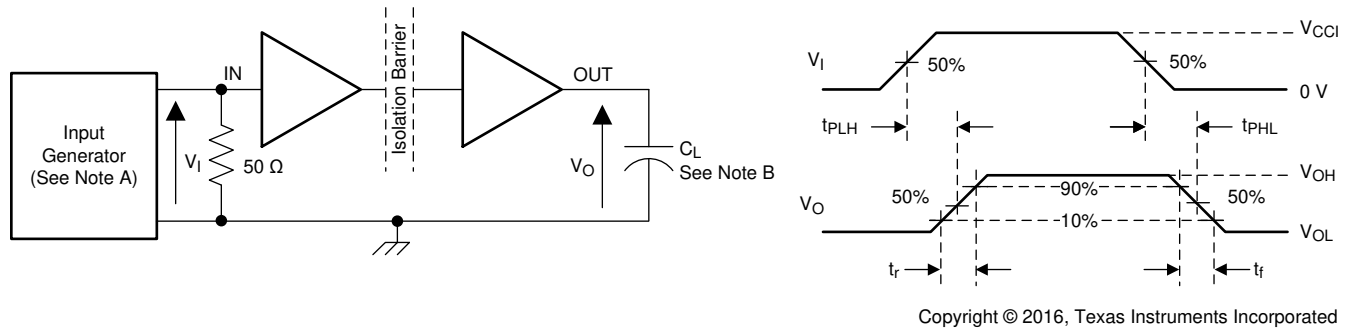 Input
Generator
(See Note A)
IN
V_I
50 Ω
Isolation Barrier
OUT
V_O
C_L
See Note B
V_I
50%
50%
V_CCI
0 V
t_PLH
t_PHL
V_O
50%
90%
10%
50%
V_OH
V_OL
t_r
t_f
Copyright © 2016, Texas Instruments Incorporated